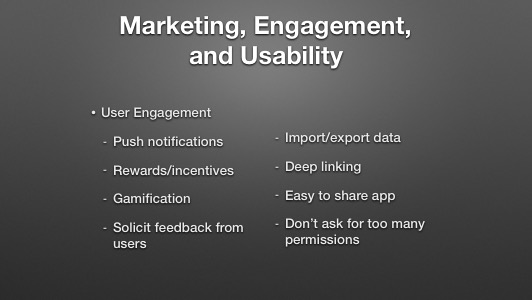 Marketing, Engagement,
and Usability
• User Engagement
- Push notifications
- Rewards/incentives
- Gamification
- Solicit feedback from
users
- Import/export data
- Deep linking
- Easy to share app
- Don’t ask for too many
permissions